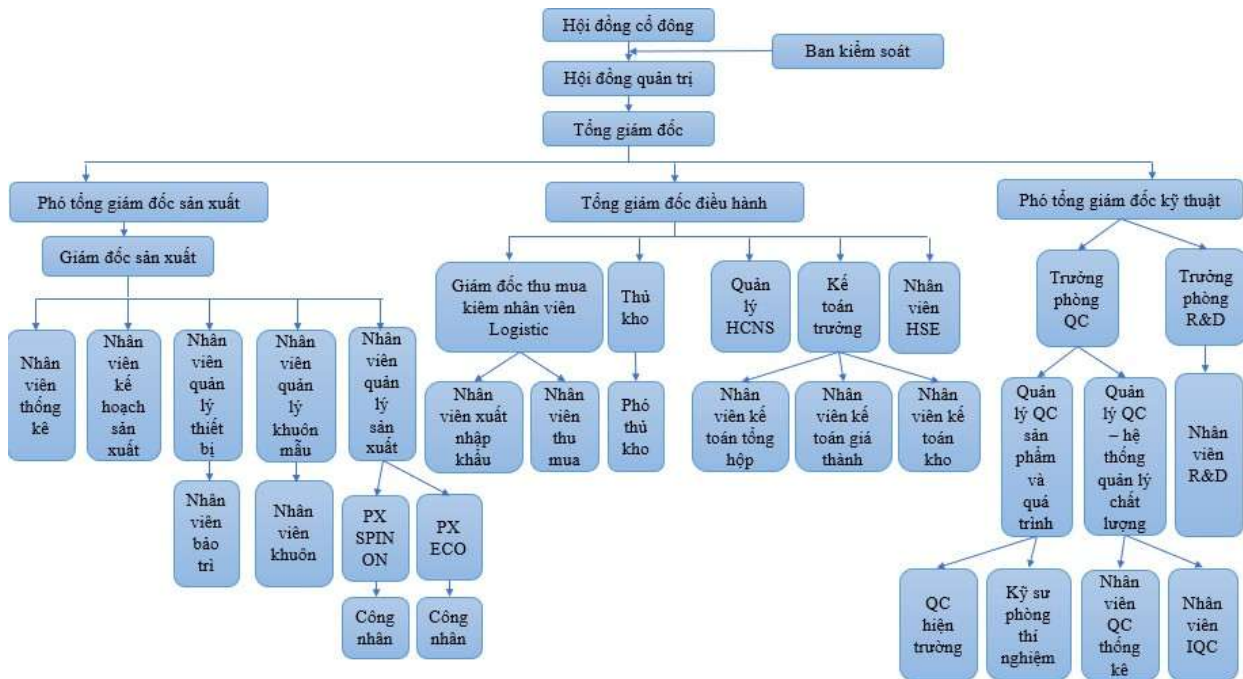 Hội đồng cổ đông
Ban kiểm soát
Hội đồng quản trị
Tổng giám đốc
Phó tổng giám đốc sản xuất
Tổng giảm đốc điều hành
Phó tổng giám đốc kỹ thuật
Giám đốc sản xuất
Giám đốc thu mua
kiêm nhân viên
Logistic
Thủ
kho
Quản
lý
HCNS
Kế
toán
trưởng
Nhân
viên
HSE
Trưởng
phòng
QC
Trưởng
phòng
R&D
Nhân
viên
thống
kê
Nhân
viên
kế
hoạch
sản
xuất
Nhân
viên
quản
lý
thiết
bị
Nhân
viên
quản
lý
khuôn
mẫu
Nhân
viên
quản
lý
sản
xuất
Nhân
viên xuất
nhập
khẩu
Nhân
viên
thu
mua
Phó
thủ
kho
Nhân
viên kế
toán tổng
hộp
Nhân
viên kế
toán giá
thành
Nhân
viên kế
toán
kho
Quản
lý QC
sản
phẩm
và
quá
trình
Quản
lý QC
– hệ
thống
quản lý
chất
lượng
Nhân
viên
R&D
Nhân
viên
bảo
trì
Nhân
viên
khuôn
PX
SPIN
ON
PX
ECO
Công
nhân
Công
nhân
QC
hiện
trường
Kỹ sư
phòng
thí
nghiệm
Nhân
viên
QC
thống
kê
Nhân
viên
IQC